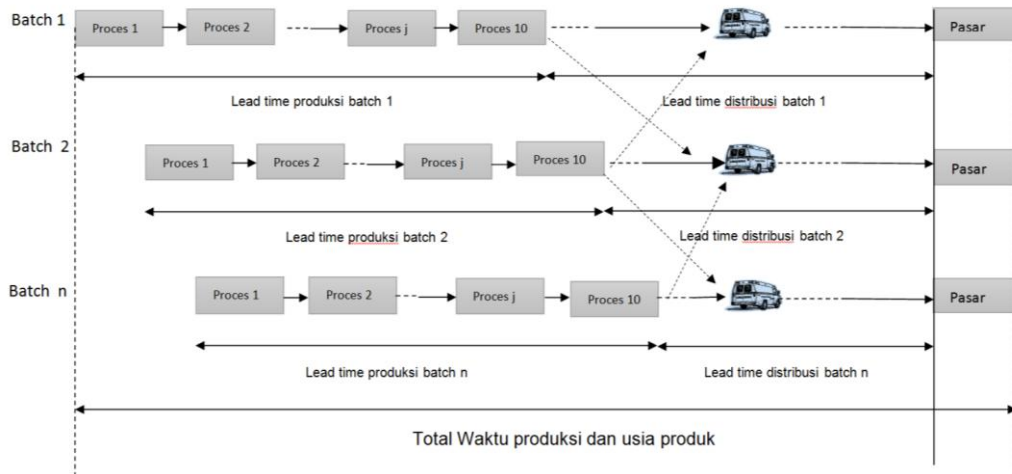 Batch 1
Proces 1 Proces 2 Proces j Proces 10 Pasar
Lead time produksi batch 1 Lead time distribusi batch 1
Batch 2
Proces 1 Proces 2 Proces j Proces 10 Pasar
Lead time produksi batch 2 Lead time distribusi batch 2
Batch n
Proces 1 Proces 2 Proces j Proces 10 Pasar
Lead time produksi batch n Lead time distribusi batch n
Total Waktu produksi dan usia produk